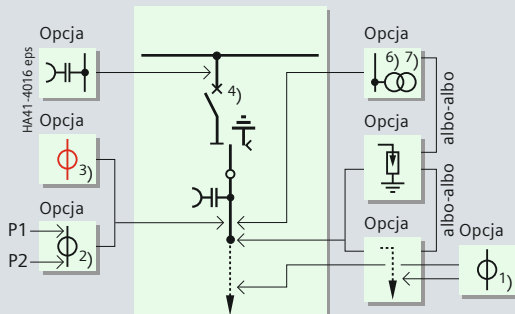 HA41-4016 eps
Opcja
4)
Opcja
6) 7)
albo-albo
Opcja
3)
Opcja
albo-albo
Opcja
P1
P2
2)
Opcja
Opcja
1)